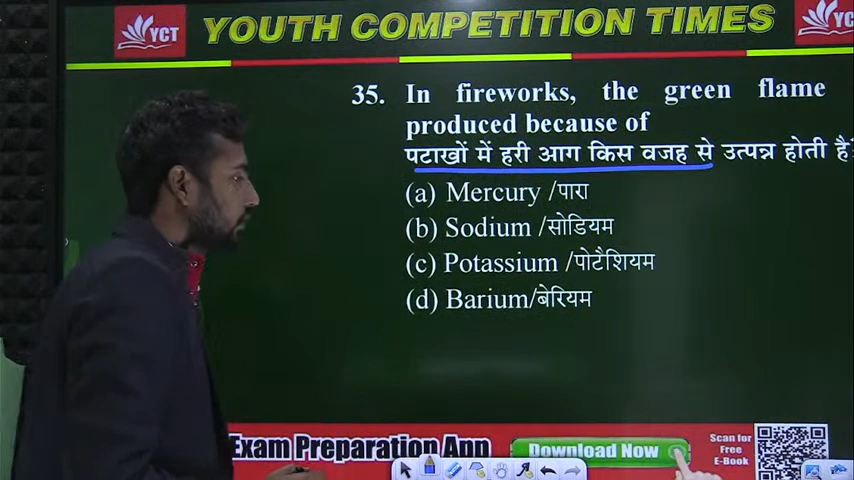 YCT
YOUTH COMPETITION TIMES
YC
35. In fireworks, the green flame
produced because of
पटाखों में हरी आग किस वजह से उत्पन्न होती है?
(a) Mercury /पारा
(b) Sodium /सोडियम
(c) Potassium /पोटैशियम
(d) Barium/बेरियम
Exam Preparation App
Download Now
Scan for
Free
E-Book